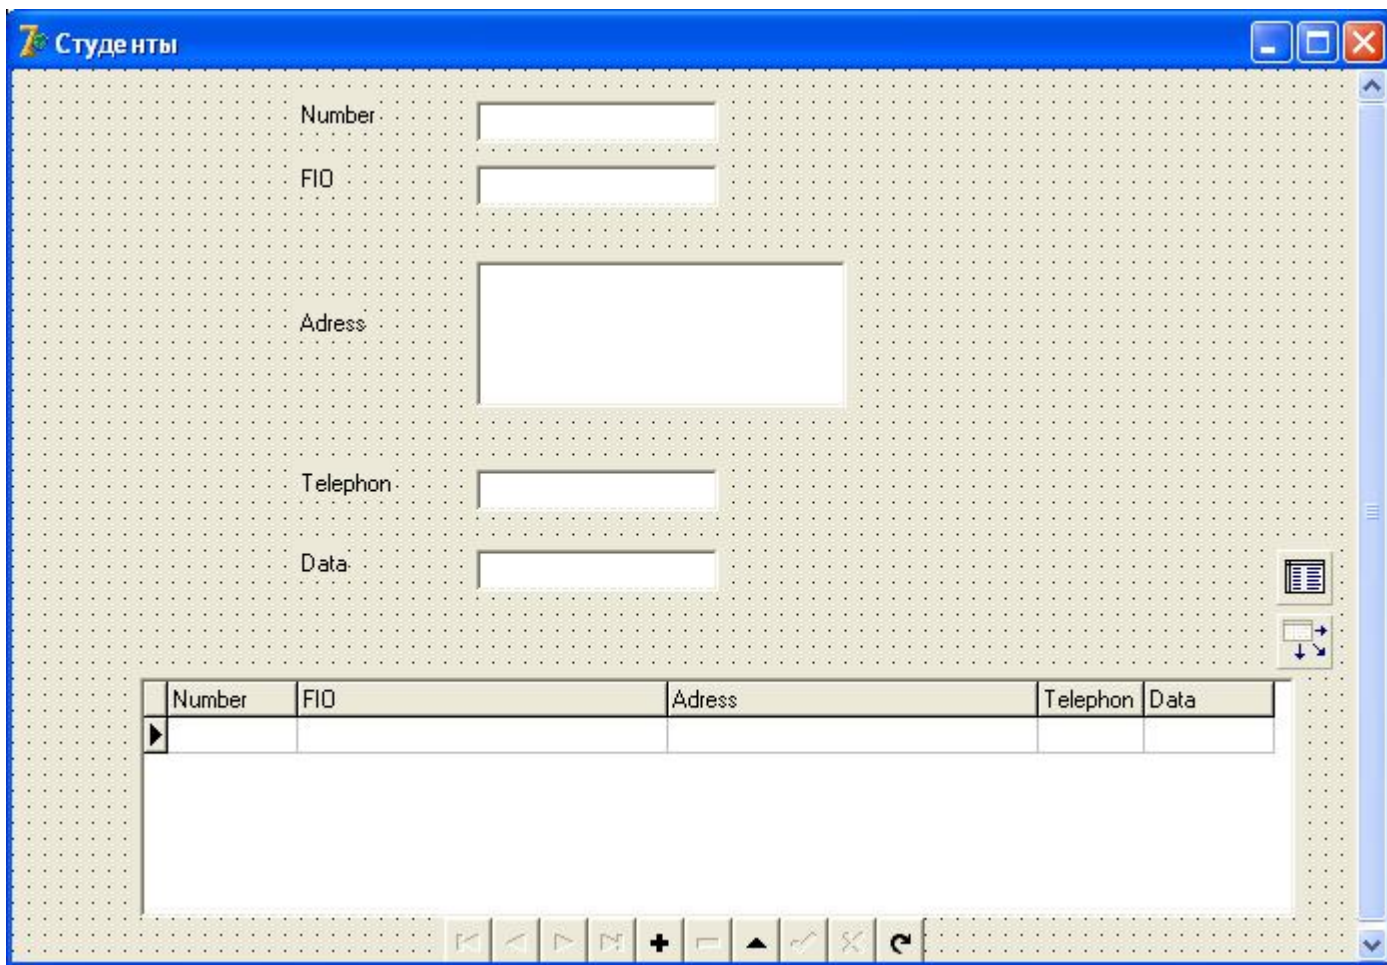 Студенты
Number
FIO
Adress
Telephon
Data
Number FIO Adress Telephon Data